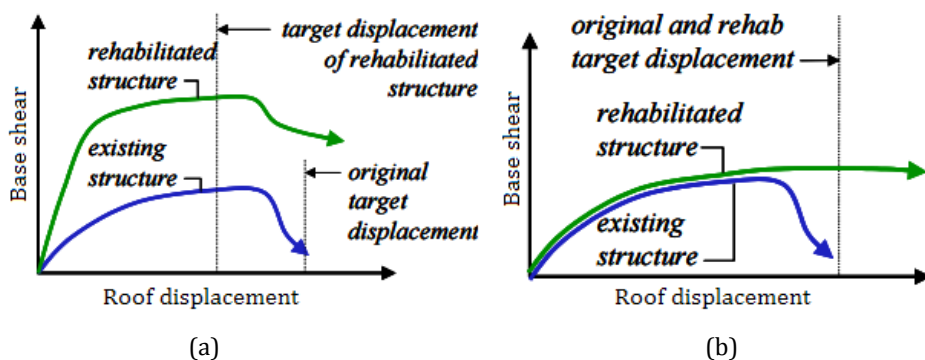 rehabilitated
structure
target displacement
of rehabilitated
structure
existing
structure
original
target
displacement
Base shear
Roof displacement
(a)
original and rehab
target displacement
rehabilitated
structure
existing
structure
Base shear
Roof displacement
(b)